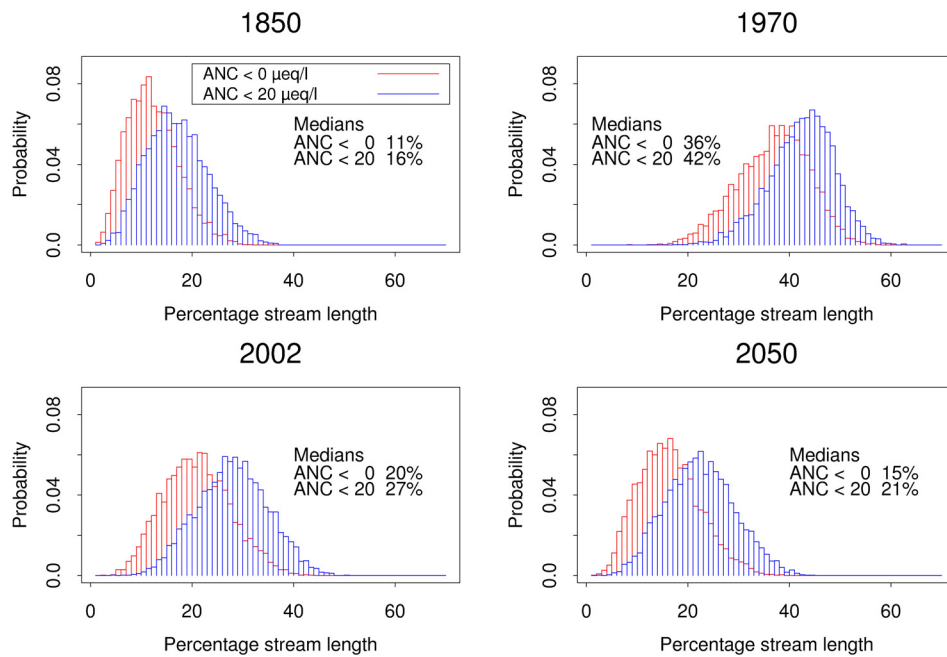 1850
ANC < 0 µeq/l
ANC < 20 µeq/l
Medians
ANC < 0 11%
ANC < 20 16%
Probability
0.0 0.04 0.08
0 20 40 60
Percentage stream length
1970
Medians
ANC < 0 36%
ANC < 20 42%
Probability
0.0 0.04 0.08
0 20 40 60
Percentage stream length
2002
Medians
ANC < 0 20%
ANC < 20 27%
Probability
0.0 0.04 0.08
0 20 40 60
Percentage stream length
2050
Medians
ANC < 0 15%
ANC < 20 21%
Probability
0.0 0.04 0.08
0 20 40 60
Percentage stream length